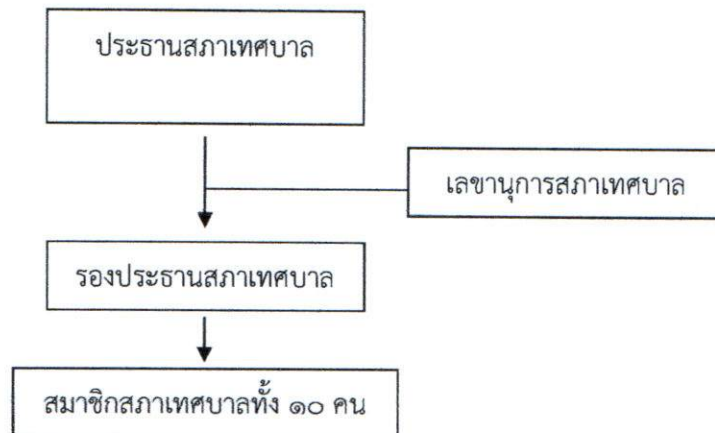 ประธานสภาเทศบาล
เลขานุการสภาเทศบาล
รองประธานสภาเทศบาล
สมาชิกสภาเทศบาลทั้ง ๑๐ คน